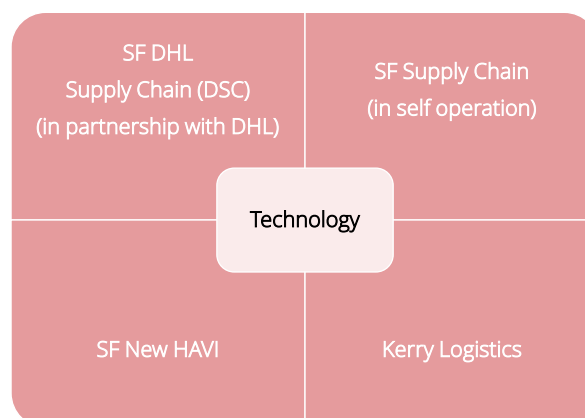 SF DHL
Supply Chain (DSC)
(in partnership with DHL)
SF Supply Chain
(in self operation)
Technology
SF New HAVI
Kerry Logistics